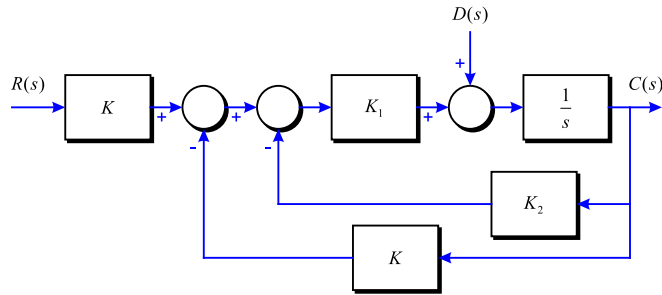 D(s)
R(s)
K
+
+
K₁
+
+
1/s
C(s)
-
-
K₂
K